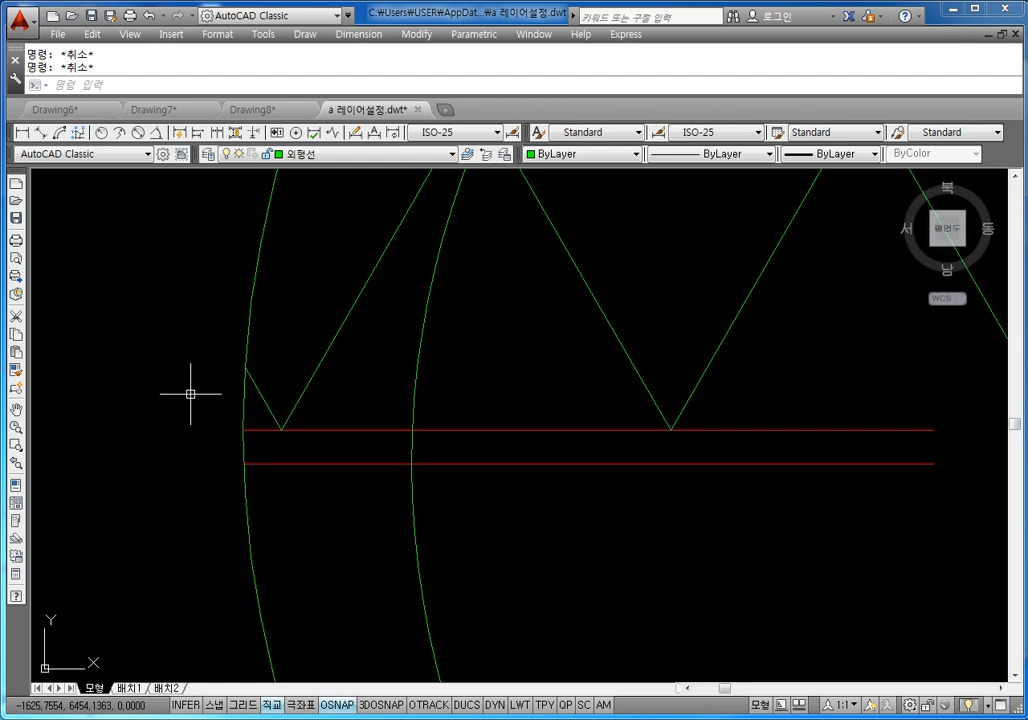 AutoCAD Classic
C:₩Users₩USER₩AppDat...₩a 레이어설정.dwt
키워드 또는 구절 입력
로그인
File Edit View Insert Format Tools Draw Dimension Modify Parametric Window Help Express
명령: *취소*
명령: *취소*
명령 입력
Drawing6* Drawing7* Drawing8* a 레이어설정.dwt*
ISO-25 Standard ISO-25 Standard Standard
AutoCAD Classic 외형선 ByLayer ByLayer ByLayer ByColor
북
서 평면도 동
남
WCS
Y
X
모형 배치1 배치2
-1625,7554, 6454,1363, 0,0000 INFER 스냅 그리드 직교 극좌표 OSNAP 3DOSNAP OTRACK DUCS DYN LWT TPY QP SC AM 모형 1:1